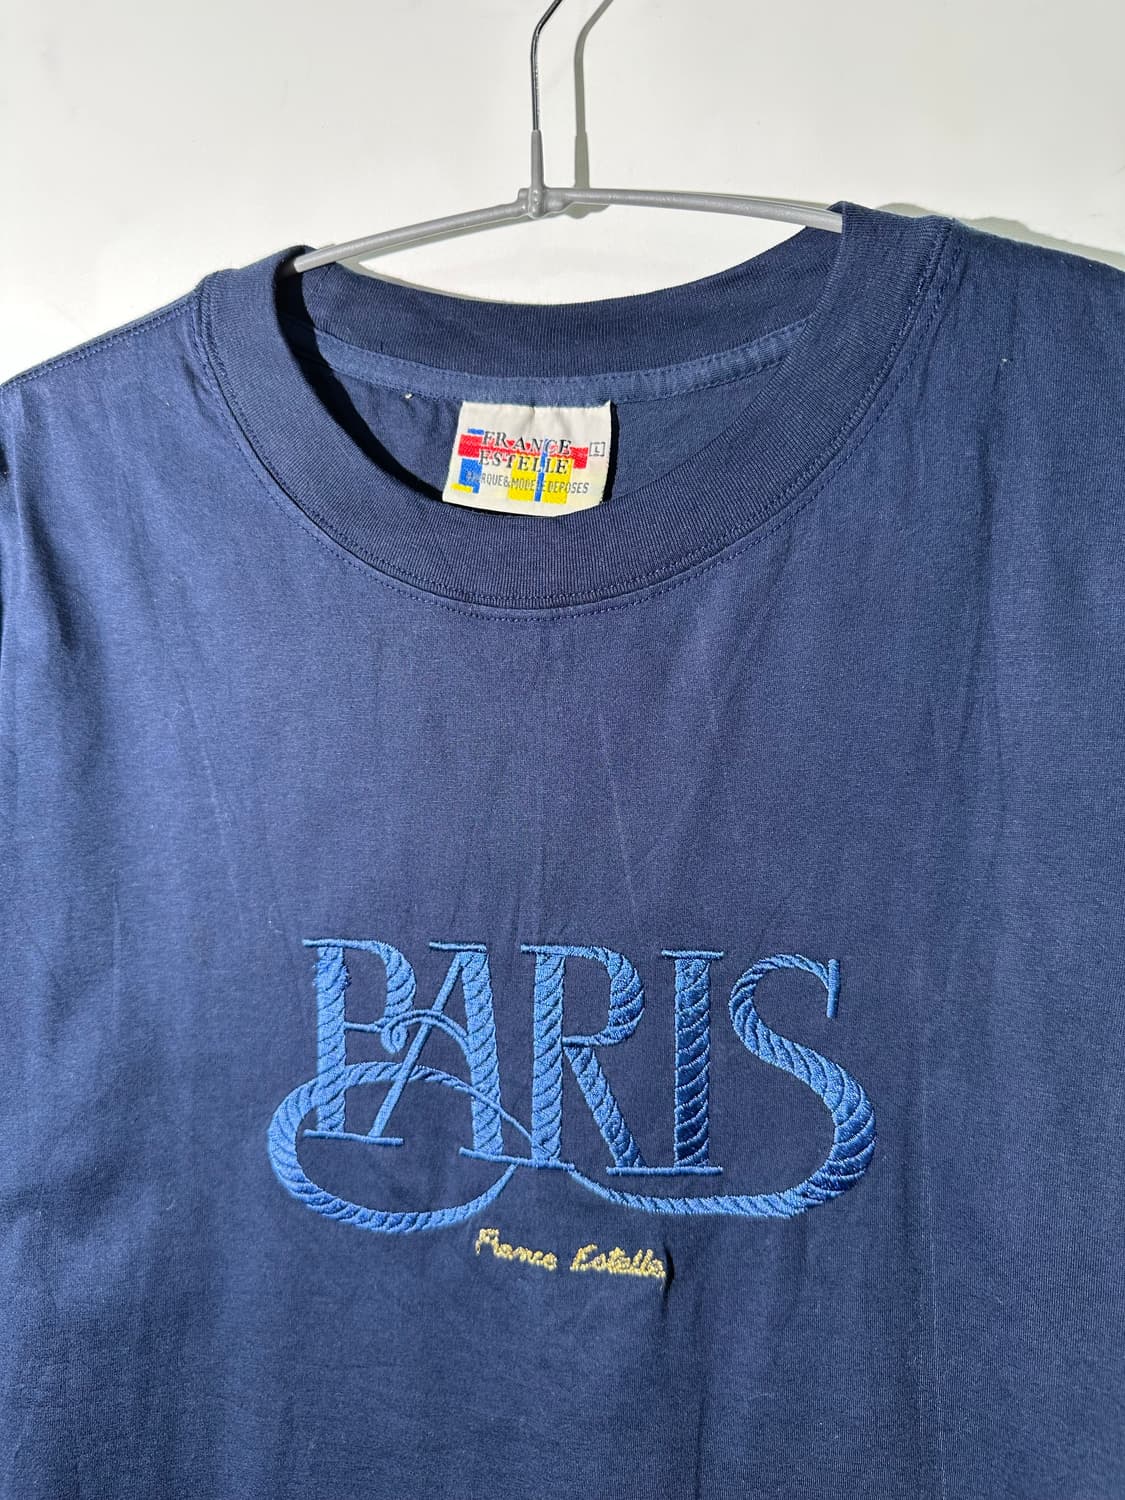 FRANCE
L
ESTELLE
MARQUE&MODELE DEPOSES
PARIS
France Estelle